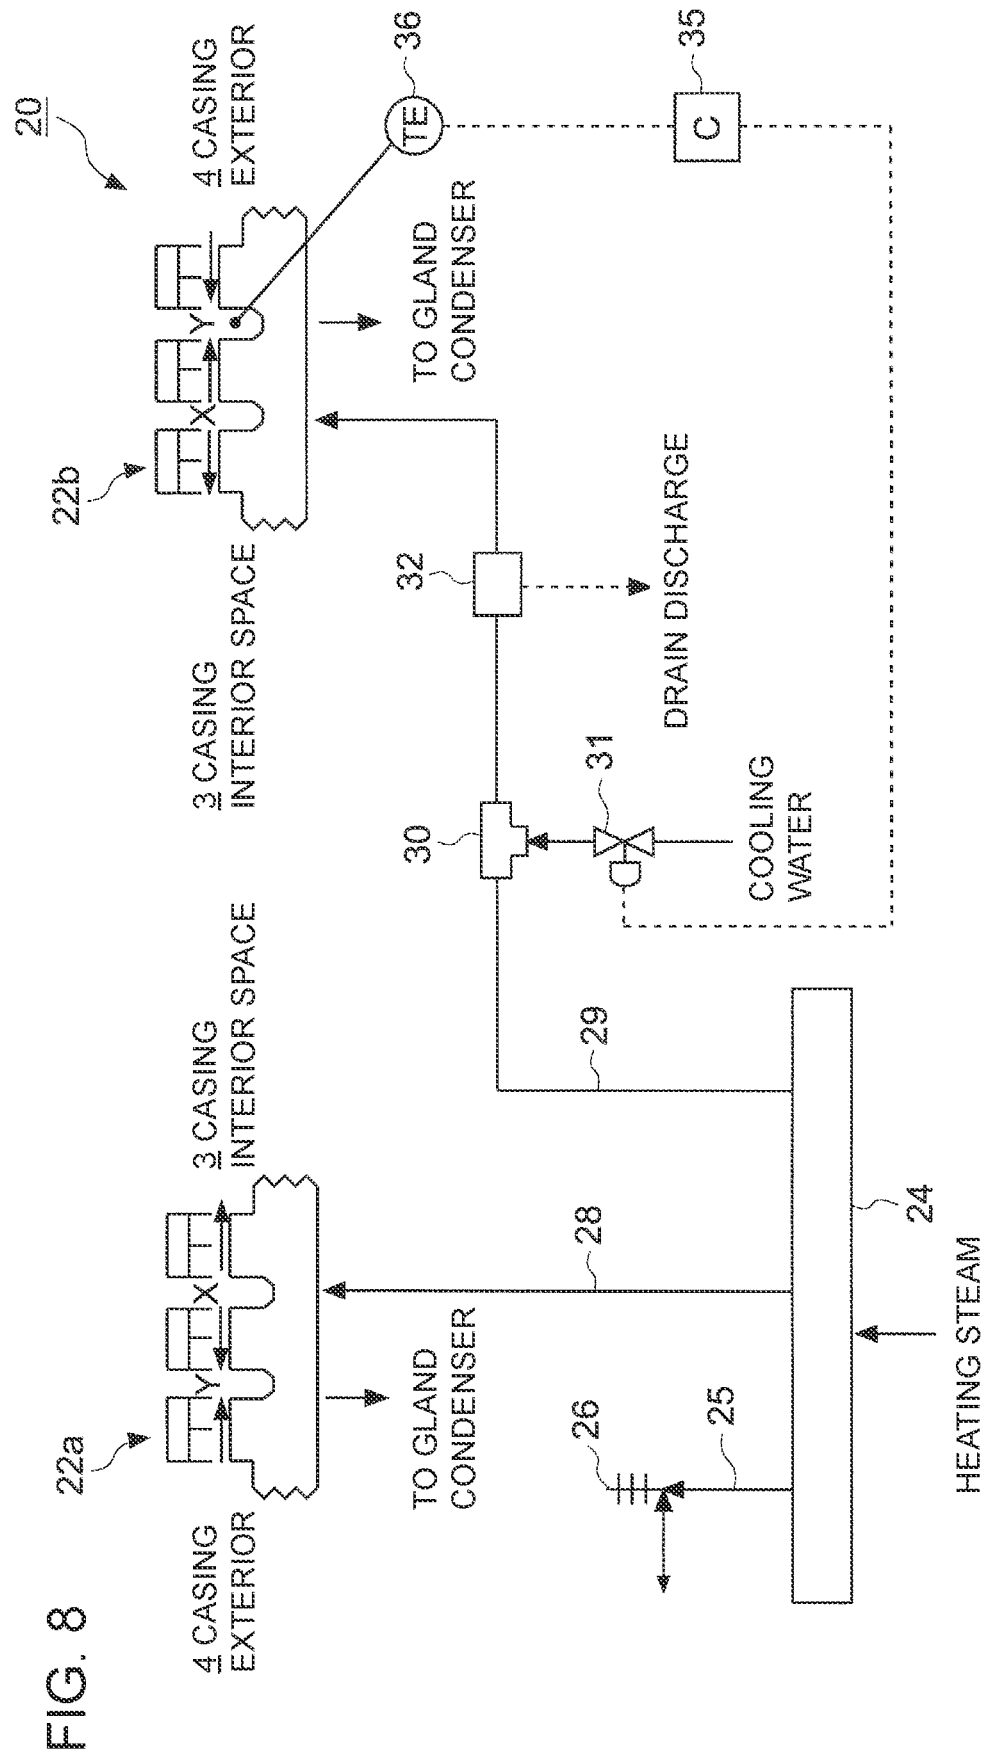 FIG. 8
20
22a
22b
4 CASING
EXTERIOR
Y
X
3 CASING
INTERIOR SPACE
3 CASING
INTERIOR SPACE
X
Y
4 CASING
EXTERIOR
TO GLAND
CONDENSER
TO GLAND
CONDENSER
TE
36
C
35
26
25
28
29
30
31
32
COOLING
WATER
DRAIN DISCHARGE
24
HEATING STEAM